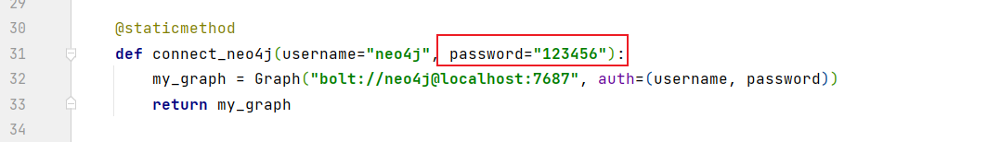 29
30 @staticmethod
31 def connect_neo4j(username="neo4j", password="123456"):
32 my_graph = Graph("bolt://neo4j@localhost:7687", auth=(username, password))
33 return my_graph
34